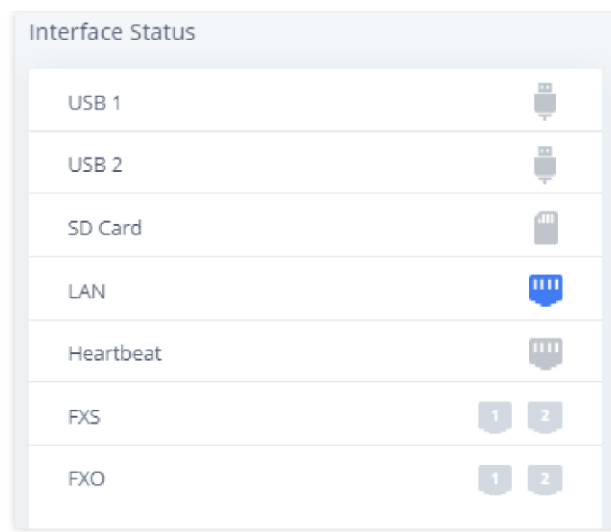 Interface Status
USB 1
USB 2
SD Card
LAN
Heartbeat
FXS 1 2
FXO 1 2